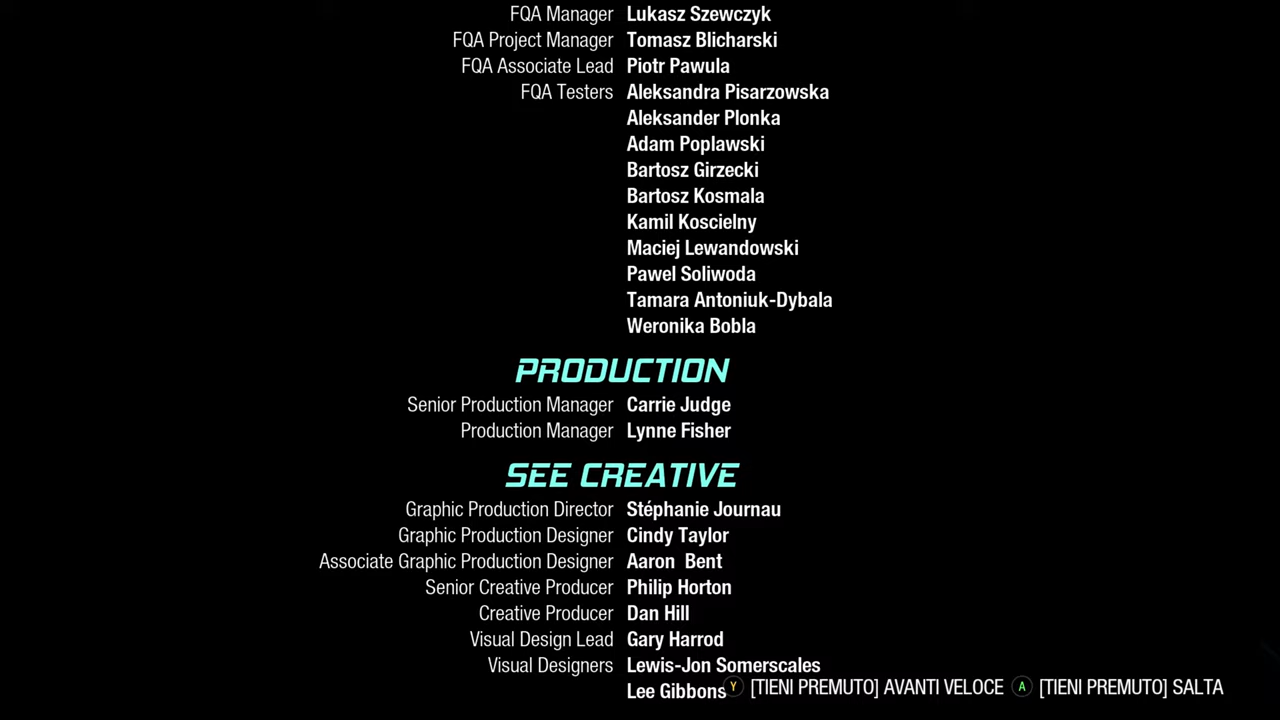 FQA Manager Lukasz Szewczyk
FQA Project Manager Tomasz Blicharski
FQA Associate Lead Piotr Pawula
FQA Testers Aleksandra Pisarzowska
Aleksander Plonka
Adam Poplawski
Bartosz Girzecki
Bartosz Kosmala
Kamil Koscielny
Maciej Lewandowski
Pawel Soliwoda
Tamara Antoniuk-Dybala
Weronika Bobla
PRODUCTION
Senior Production Manager Carrie Judge
Production Manager Lynne Fisher
SEE CREATIVE
Graphic Production Director Stéphanie Journau
Graphic Production Designer Cindy Taylor
Associate Graphic Production Designer Aaron  Bent
Senior Creative Producer Philip Horton
Creative Producer Dan Hill
Visual Design Lead Gary Harrod
Visual Designers Lewis-Jon Somerscales
Lee Gibbons
Y [TIENI PREMUTO] AVANTI VELOCE A [TIENI PREMUTO] SALTA